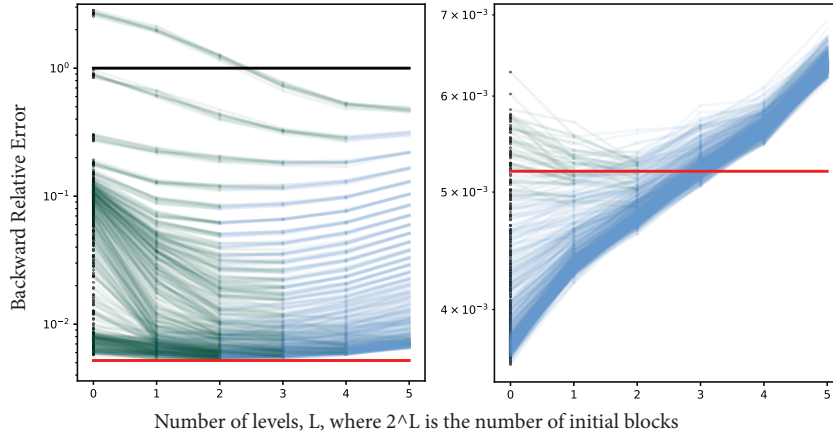 Backward Relative Error
10^0
10^-1
10^-2
0 1 2 3 4 5
7 × 10^-3
6 × 10^-3
5 × 10^-3
4 × 10^-3
0 1 2 3 4 5
Number of levels, L, where 2^L is the number of initial blocks